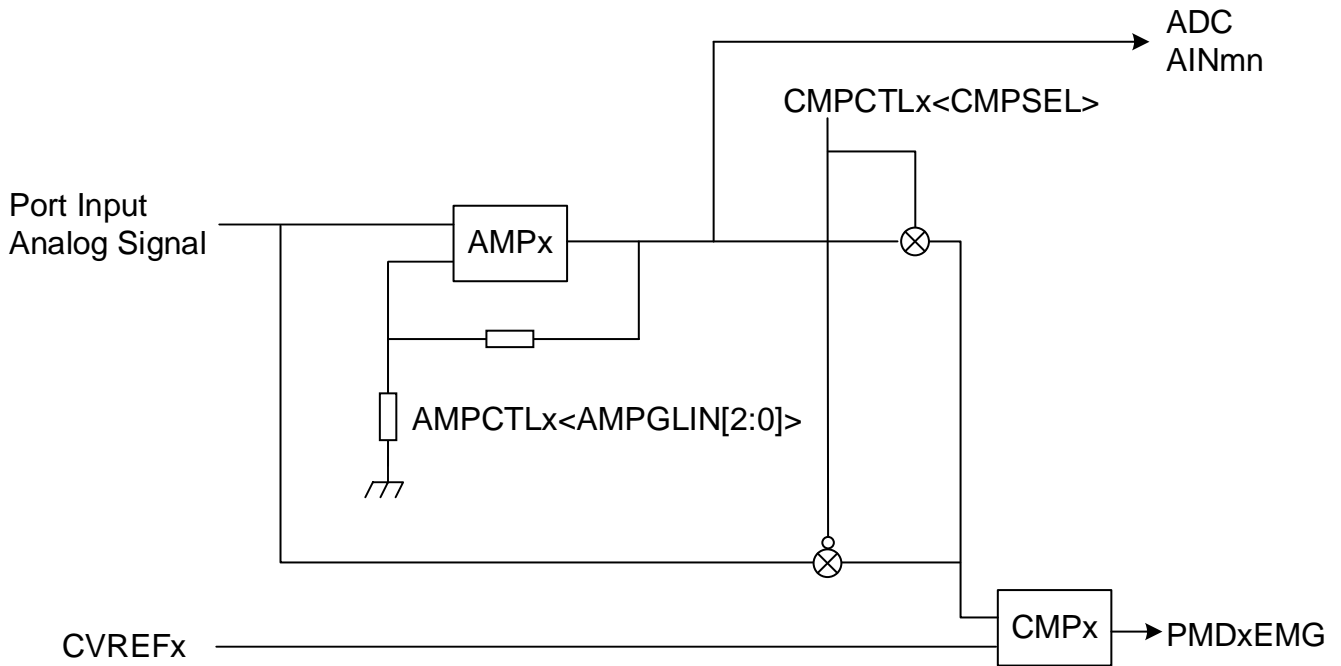 ADC
AINmn
CMPCTLx<CMPSEL>
Port Input
Analog Signal
AMPx
AMPCTLx<AMPGLIN[2:0]>
CMPx
PMDxEMG
CVREFx